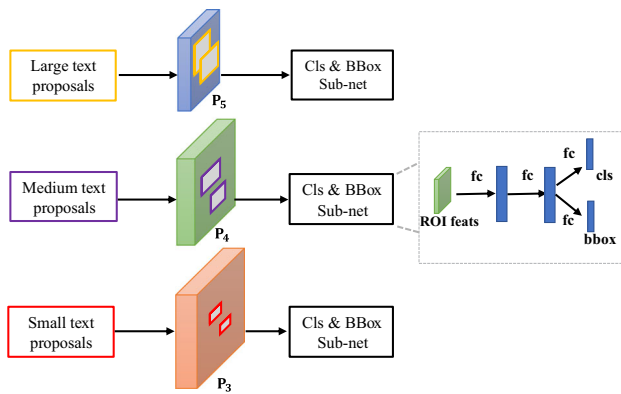 Large text
proposals
P5
Cls & BBox
Sub-net
Medium text
proposals
P4
Cls & BBox
Sub-net
ROI feats
fc
fc
fc
cls
fc
bbox
Small text
proposals
P3
Cls & BBox
Sub-net